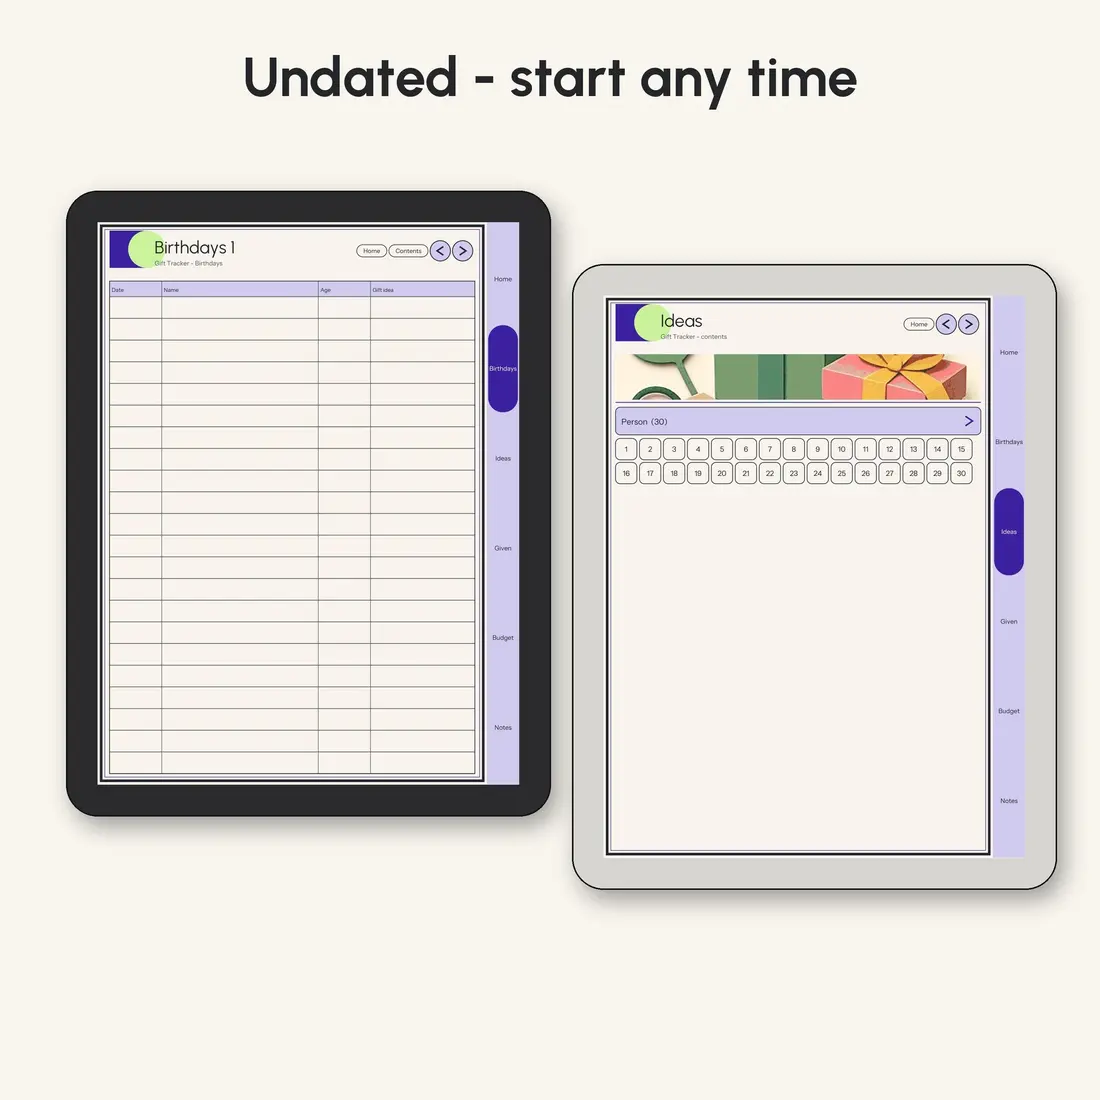 Undated - start any time
Birthdays 1
Gift Tracker - Birthdays
Home
Contents
<
>
Date
Name
Age
Gift idea
Home
Birthdays
Ideas
Given
Budget
Notes
Ideas
Gift Tracker - contents
Home
<
>
Person (30)
>
1 2 3 4 5 6 7 8 9 10 11 12 13 14 15
16 17 18 19 20 21 22 23 24 25 26 27 28 29 30
Home
Birthdays
Ideas
Given
Budget
Notes